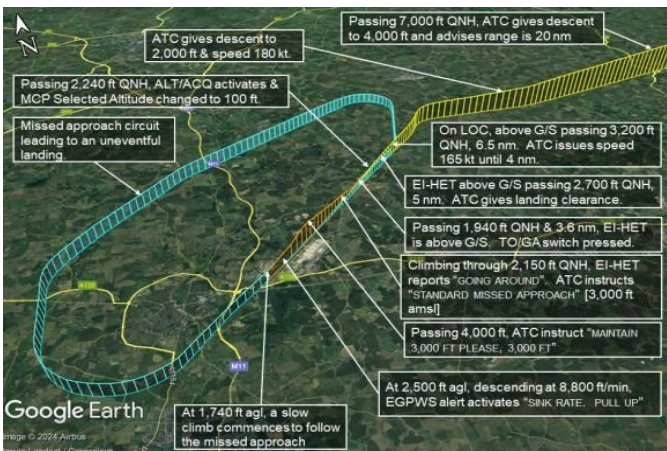 N
Passing 7,000 ft QNH, ATC gives descent
to 4,000 ft and advises range is 20 nm
ATC gives descent to
2,000 ft & speed 180 kt.
Passing 2,240 ft QNH, ALT/ACQ activates &
MCP Selected Altitude changed to 100 ft.
Missed approach circuit
leading to an uneventful
landing.
On LOC, above G/S passing 3,200 ft
QNH, 6.5 nm. ATC issues speed
165 kt until 4 nm.
EI-HET above G/S passing 2,700 ft QNH,
5 nm. ATC gives landing clearance.
Passing 1,940 ft QNH & 3.6 nm, EI-HET
is above G/S. TO/GA switch pressed.
Climbing through 2,150 ft QNH, EI-HET
reports "GOING AROUND". ATC instructs
"STANDARD MISSED APPROACH" [3,000 ft
amsl]
Passing 4,000 ft, ATC instruct "MAINTAIN
3,000 FT PLEASE, 3,000 FT"
At 2,500 ft agl, descending at 8,800 ft/min,
EGPWS alert activates "SINK RATE. PULL UP"
At 1,740 ft agl, a slow
climb commences to follow
the missed approach
M11
M11
Google Earth
Image © 2024 Airbus